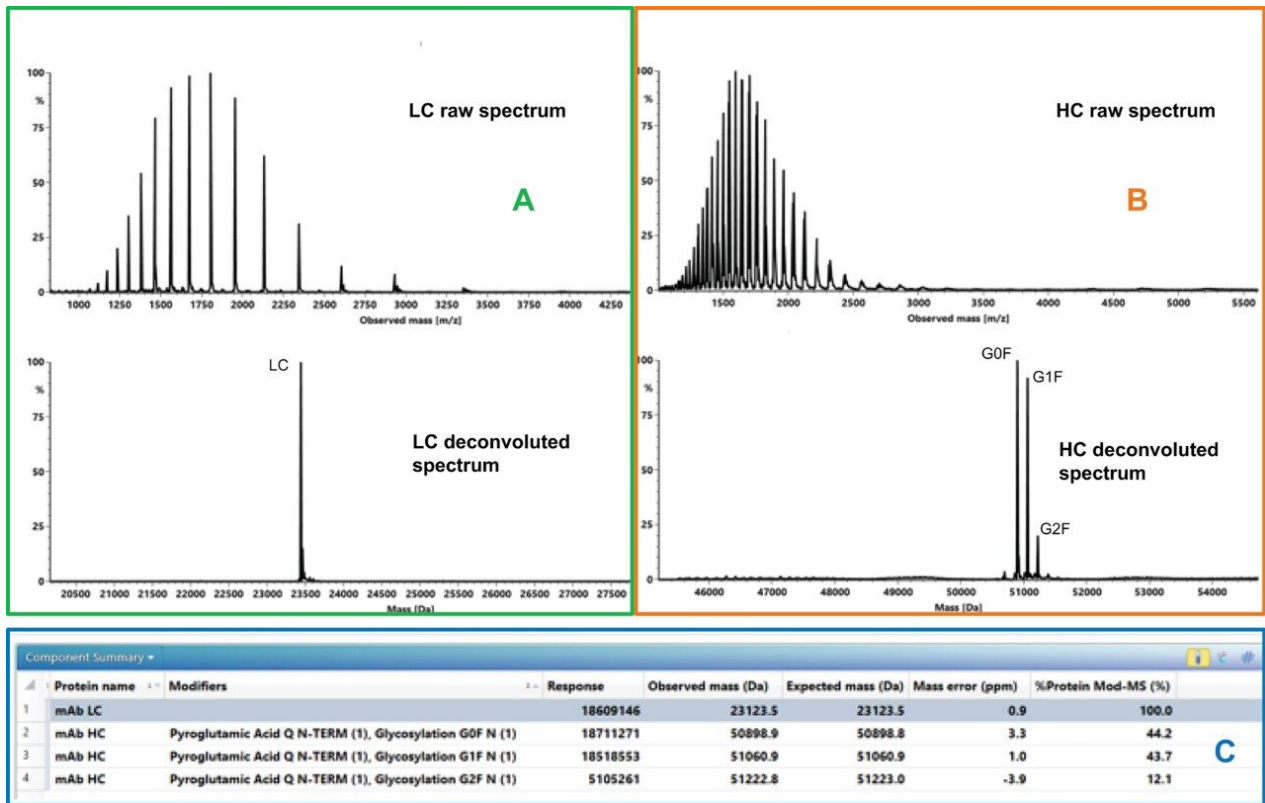 100
%
75
50
25
0
LC raw spectrum
A
1000 1250 1500 1750 2000 2250 2500 2750 3000 3250 3500 3750 4000 4250
Observed mass [m/z]
100
%
75
50
25
0
LC
LC deconvoluted
spectrum
20500 21000 21500 22000 22500 23000 23500 24000 24500 25000 25500 26000 26500 27000 27500
Mass [Da]
100
%
75
50
25
0
HC raw spectrum
B
1500 2000 2500 3000 3500 4000 4500 5000 5500
Observed mass [m/z]
100
%
75
50
25
0
G0F
G1F
G2F
HC deconvoluted
spectrum
46000 47000 48000 49000 50000 51000 52000 53000 54000
Mass [Da]
Component Summary
Protein name Modifiers Response Observed mass (Da) Expected mass (Da) Mass error (ppm) %Protein Mod-MS (%)
1 mAb LC 18609146 23123.5 23123.5 0.9 100.0
2 mAb HC Pyroglutamic Acid Q N-TERM (1), Glycosylation G0F N (1) 18711271 50898.9 50898.8 3.3 44.2
3 mAb HC Pyroglutamic Acid Q N-TERM (1), Glycosylation G1F N (1) 18518553 51060.9 51060.9 1.0 43.7
4 mAb HC Pyroglutamic Acid Q N-TERM (1), Glycosylation G2F N (1) 5105261 51222.8 51223.0 -3.9 12.1
C